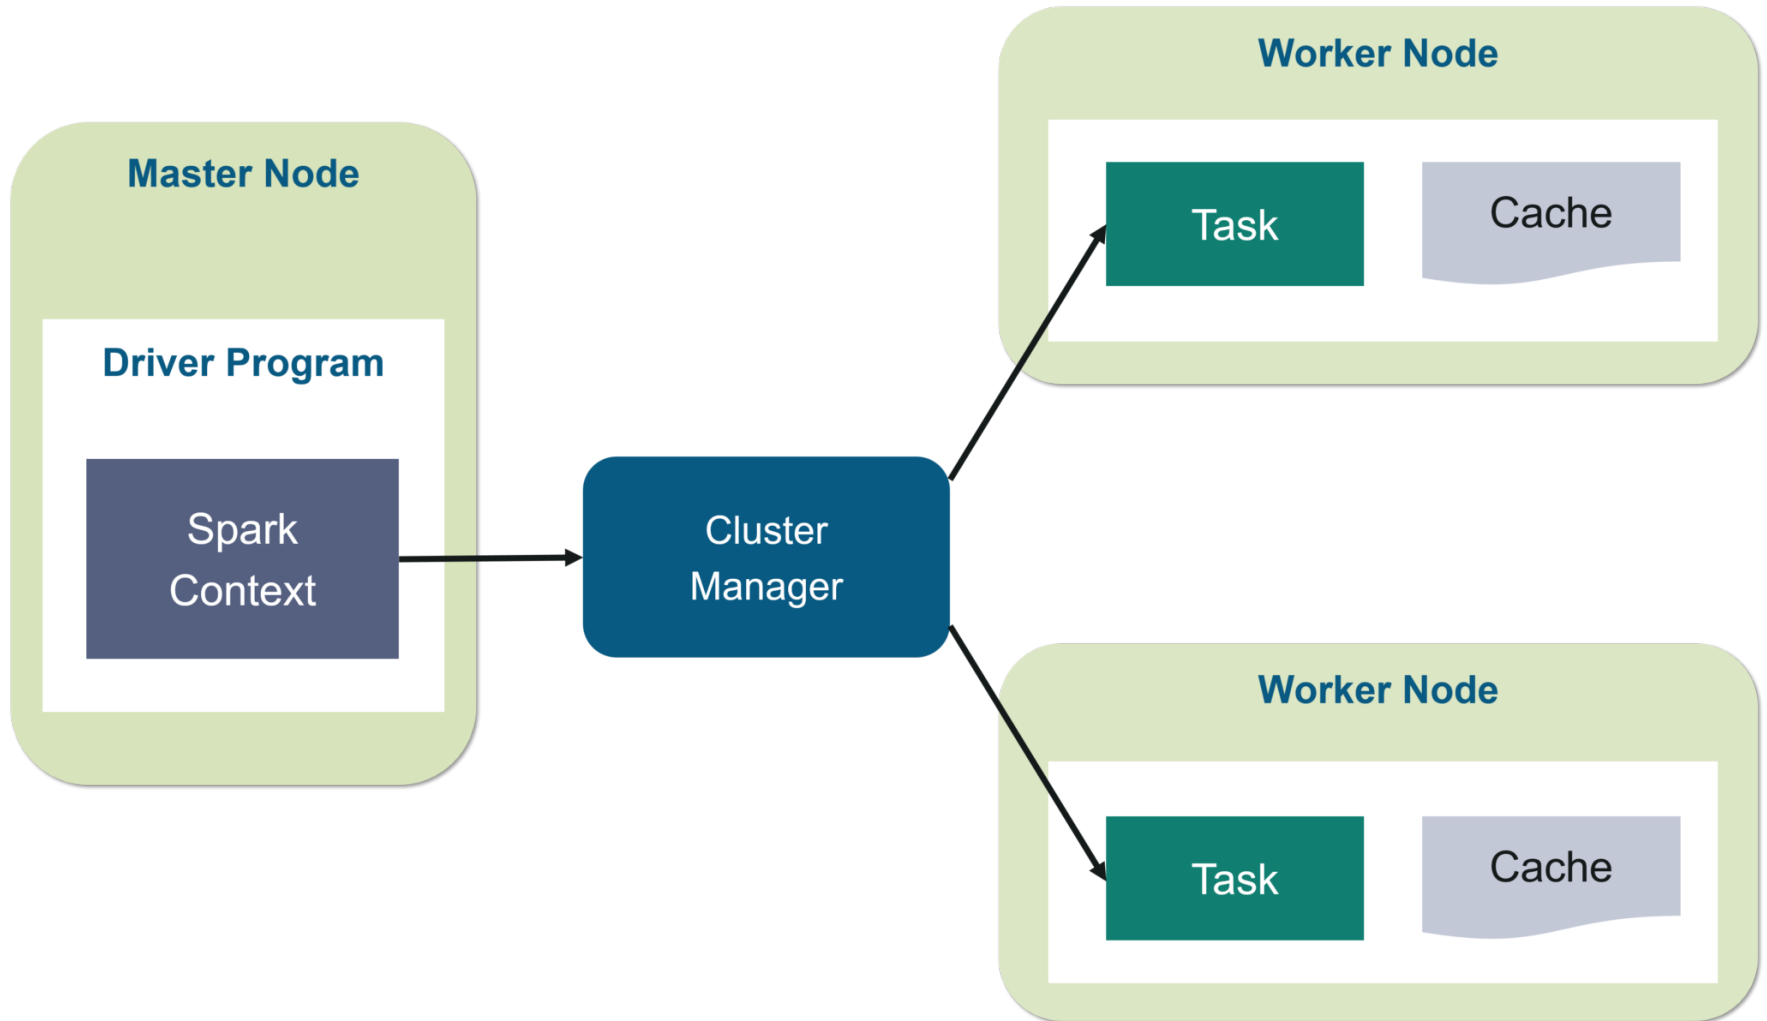 Master Node
Driver Program
Spark
Context
Cluster
Manager
Worker Node
Task
Cache
Worker Node
Task
Cache